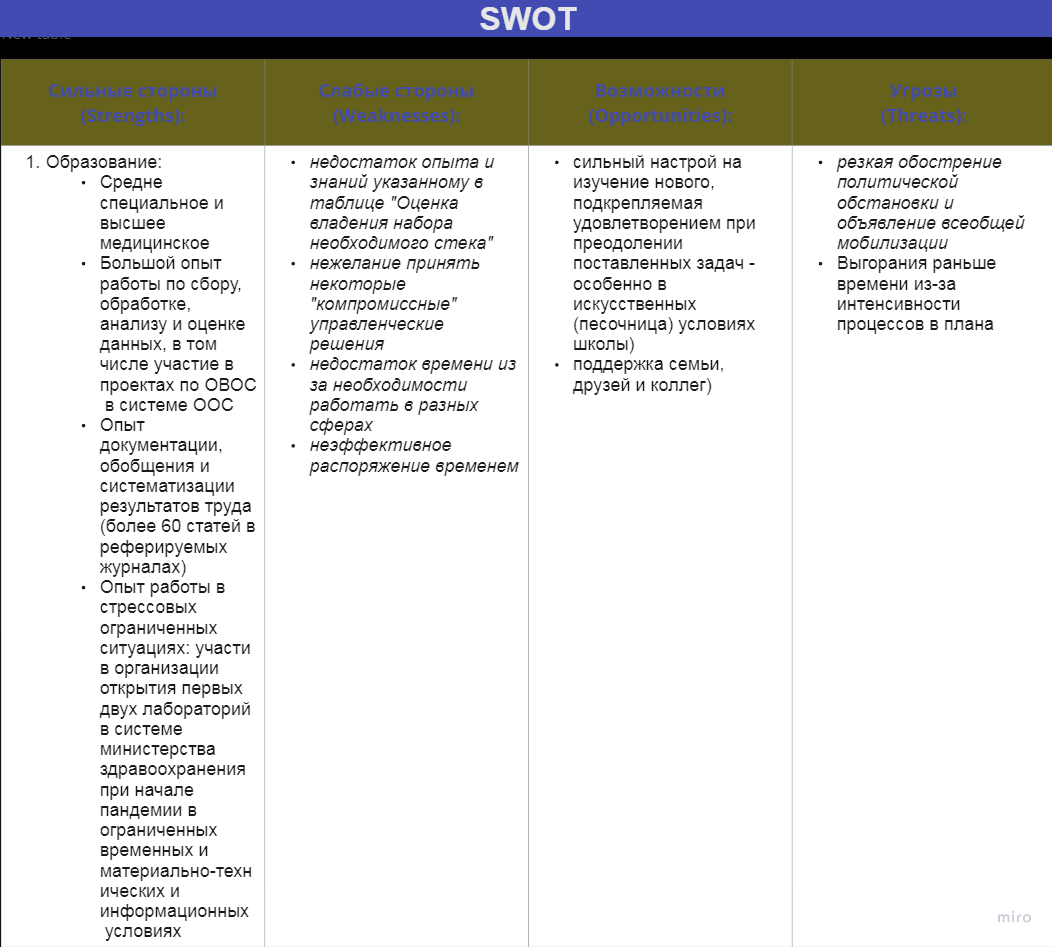 SWOT
New table
Сильные стороны
(Strengths):
Слабые стороны
(Weaknesses):
Возможности
(Opportunities):
Угрозы
(Threats):
1. Образование:
• Средне
специальное и
высшее
медицинское
• Большой опыт
работы по сбору,
обработке,
анализу и оценке
данных, в том
числе участие в
проектах по ОВОС
в системе ООС
• Опыт
документации,
обобщения и
систематизации
результатов труда
(более 60 статей в
реферируемых
журналах)
• Опыт работы в
стрессовых
ограниченных
ситуациях: участи
в организации
открытия первых
двух лабораторий
в системе
министерства
здравоохранения
при начале
пандемии в
ограниченных
временных и
материально-техн
ических и
информационных
условиях
• недостаток опыта и
знаний указанному в
таблице "Оценка
владения набора
необходимого стека"
• нежелание принять
некоторые
"компромиссные"
управленческие
решения
• недостаток времени из
за необходимости
работать в разных
сферах
• неэффективное
распоряжение временем
• сильный настрой на
изучение нового,
подкрепляемая
удовлетворением при
преодолении
поставленных задач -
особенно в
искусственных
(песочница) условиях
школы)
• поддержка семьи,
друзей и коллег)
• резкая обострение
политической
обстановки и
объявление всеобщей
мобилизации
• Выгорания раньше
времени из-за
интенсивности
процессов в плана
miro